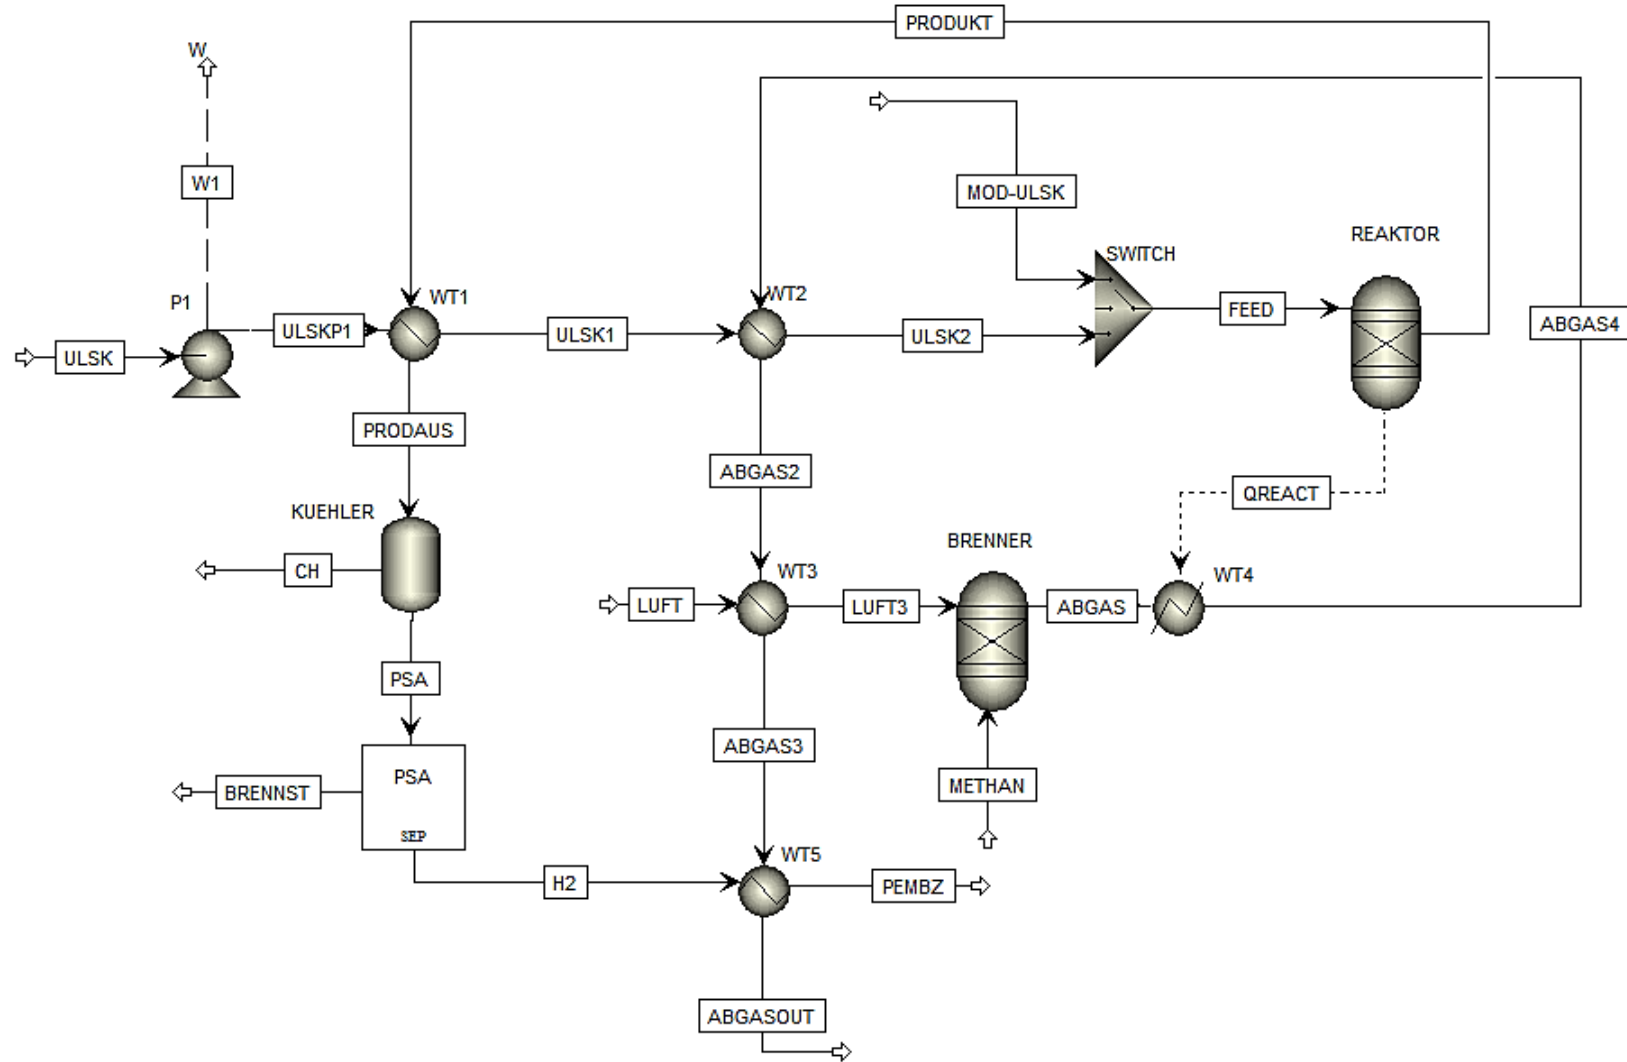 PRODUKT
W
W1
MOD-ULSK
REAKTOR
SWITCH
P1
WT1
WT2
ULSKP1
ULSK1
ULSK2
FEED
ABGAS4
ULSK
PRODAUS
ABGAS2
QREACT
KUEHLER
BRENNER
CH
WT3
WT4
LUFT
LUFT3
ABGAS
PSA
ABGAS3
PSA
BRENNST
METHAN
SEP
WT5
H2
PEMBZ
ABGASOUT